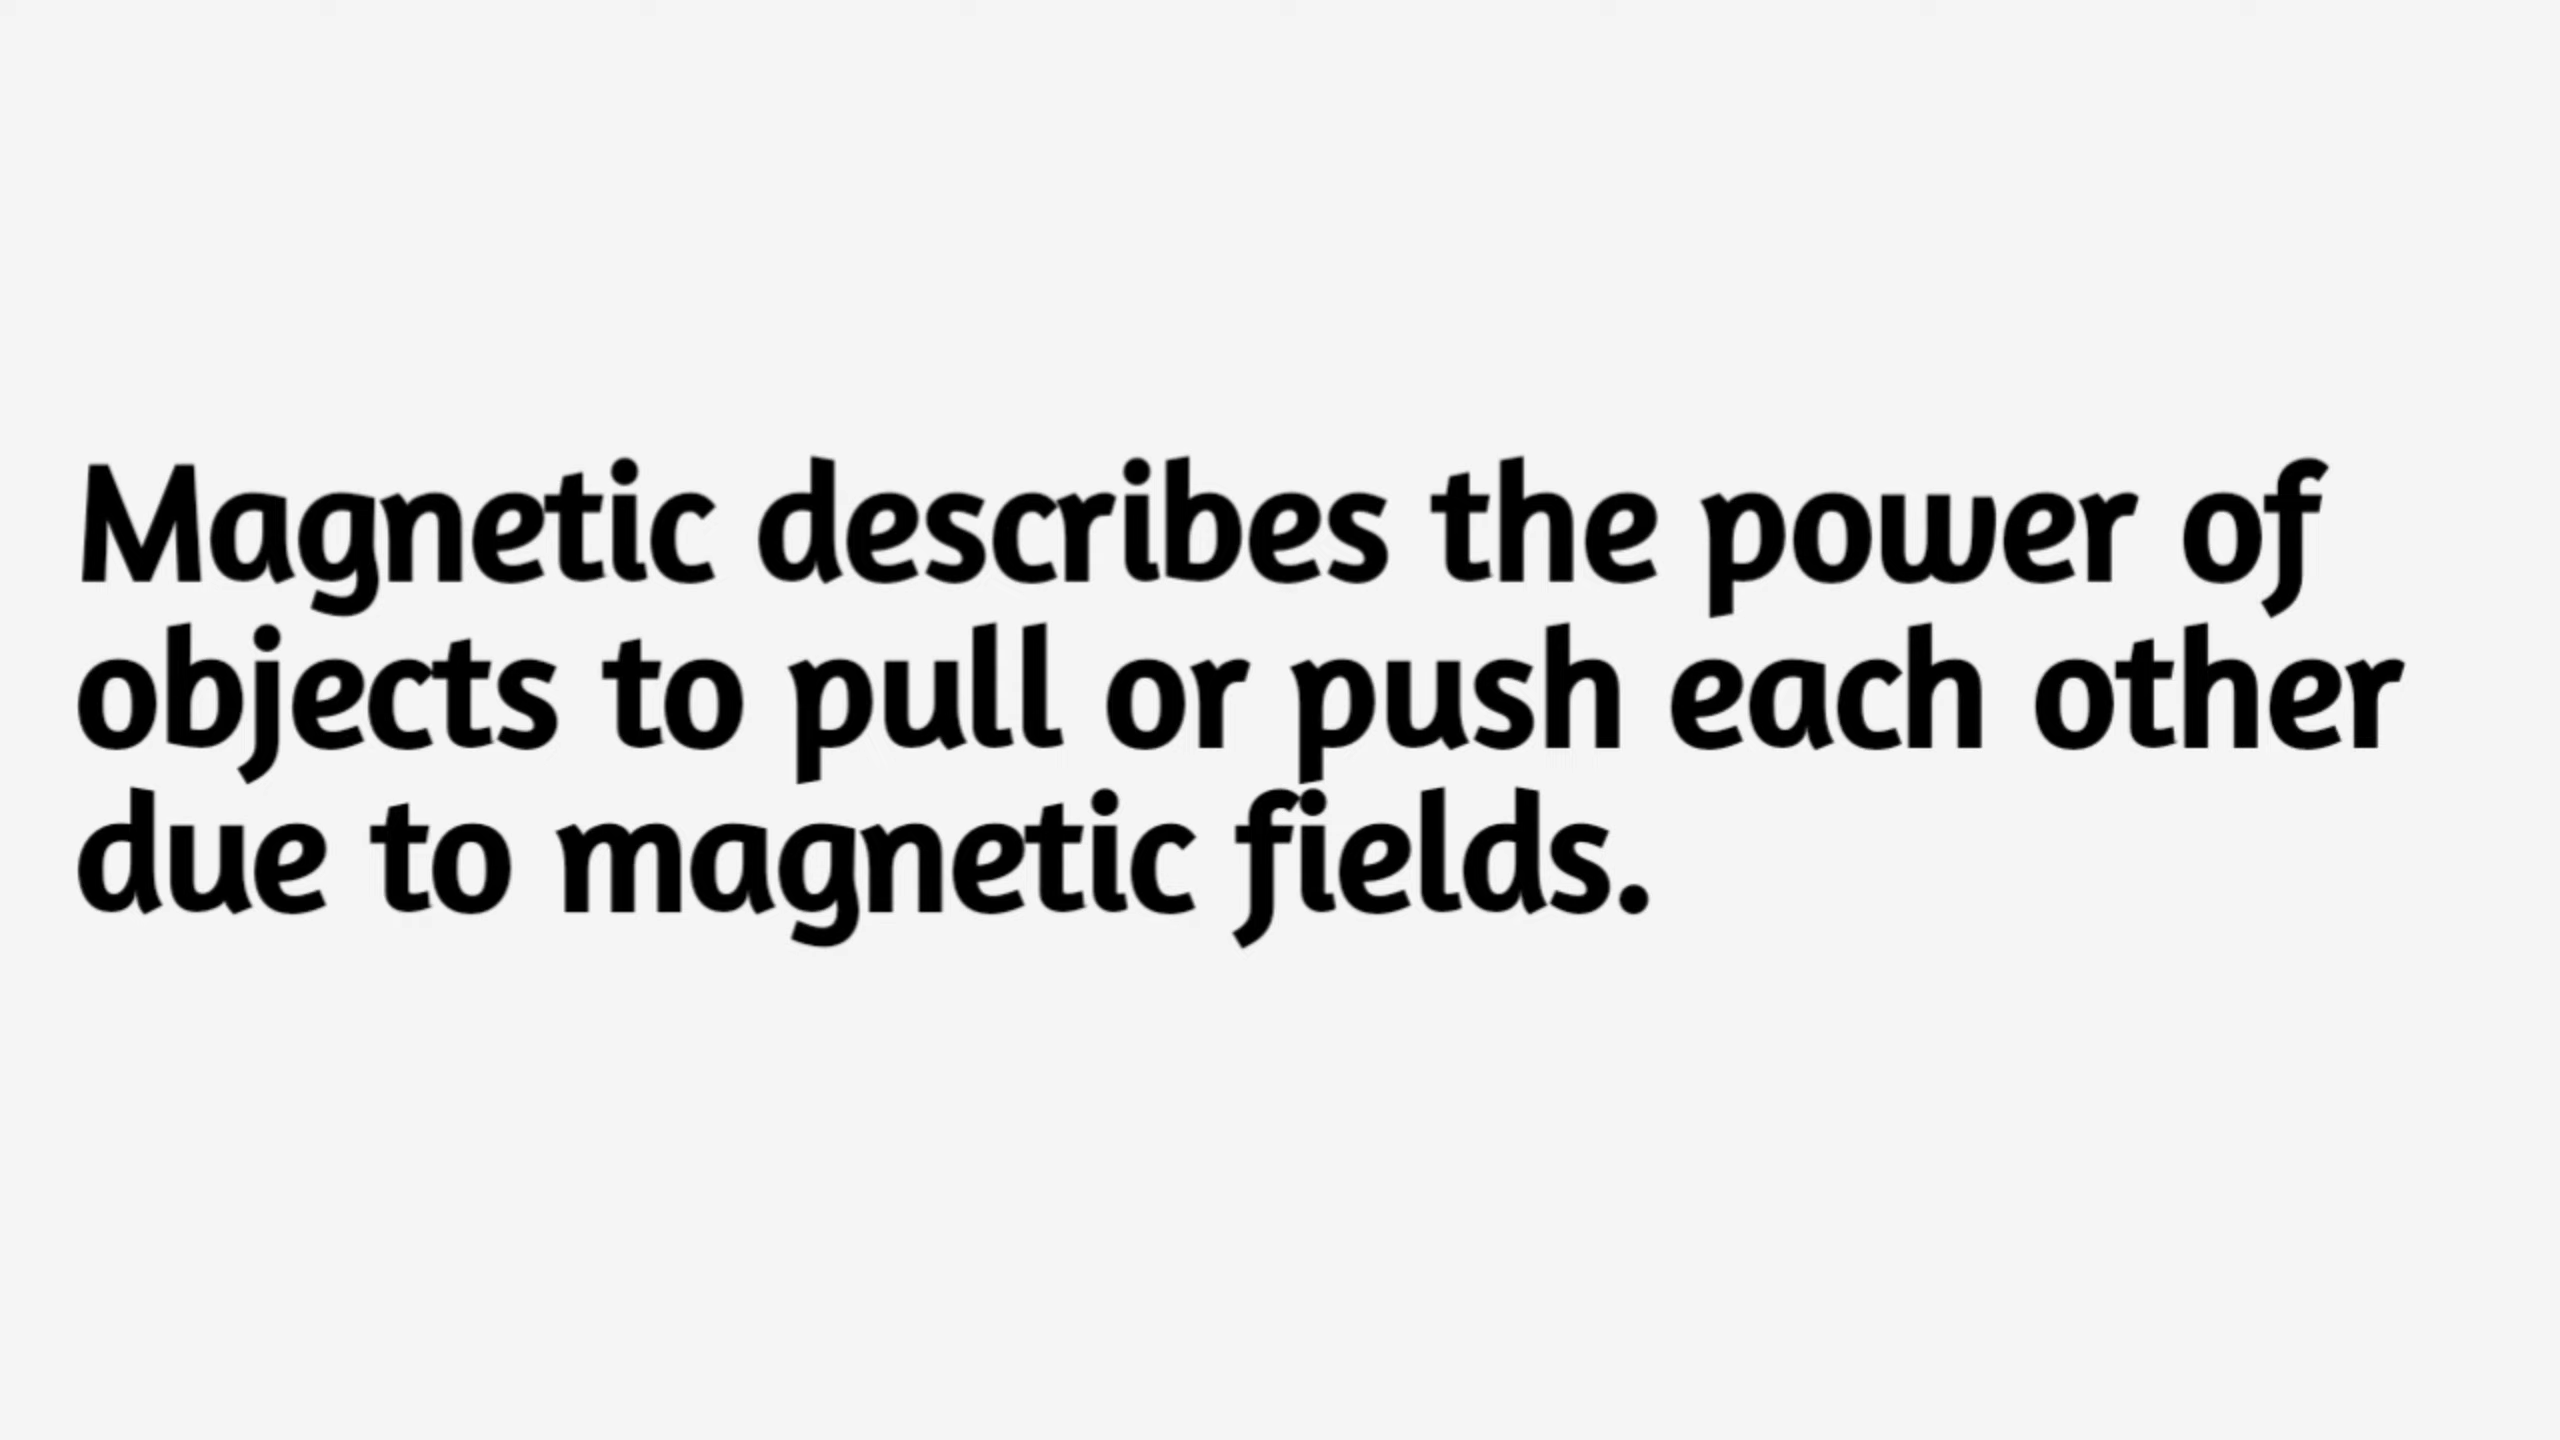 Magnetic describes the power of
objects to pull or push each other
due to magnetic fields.